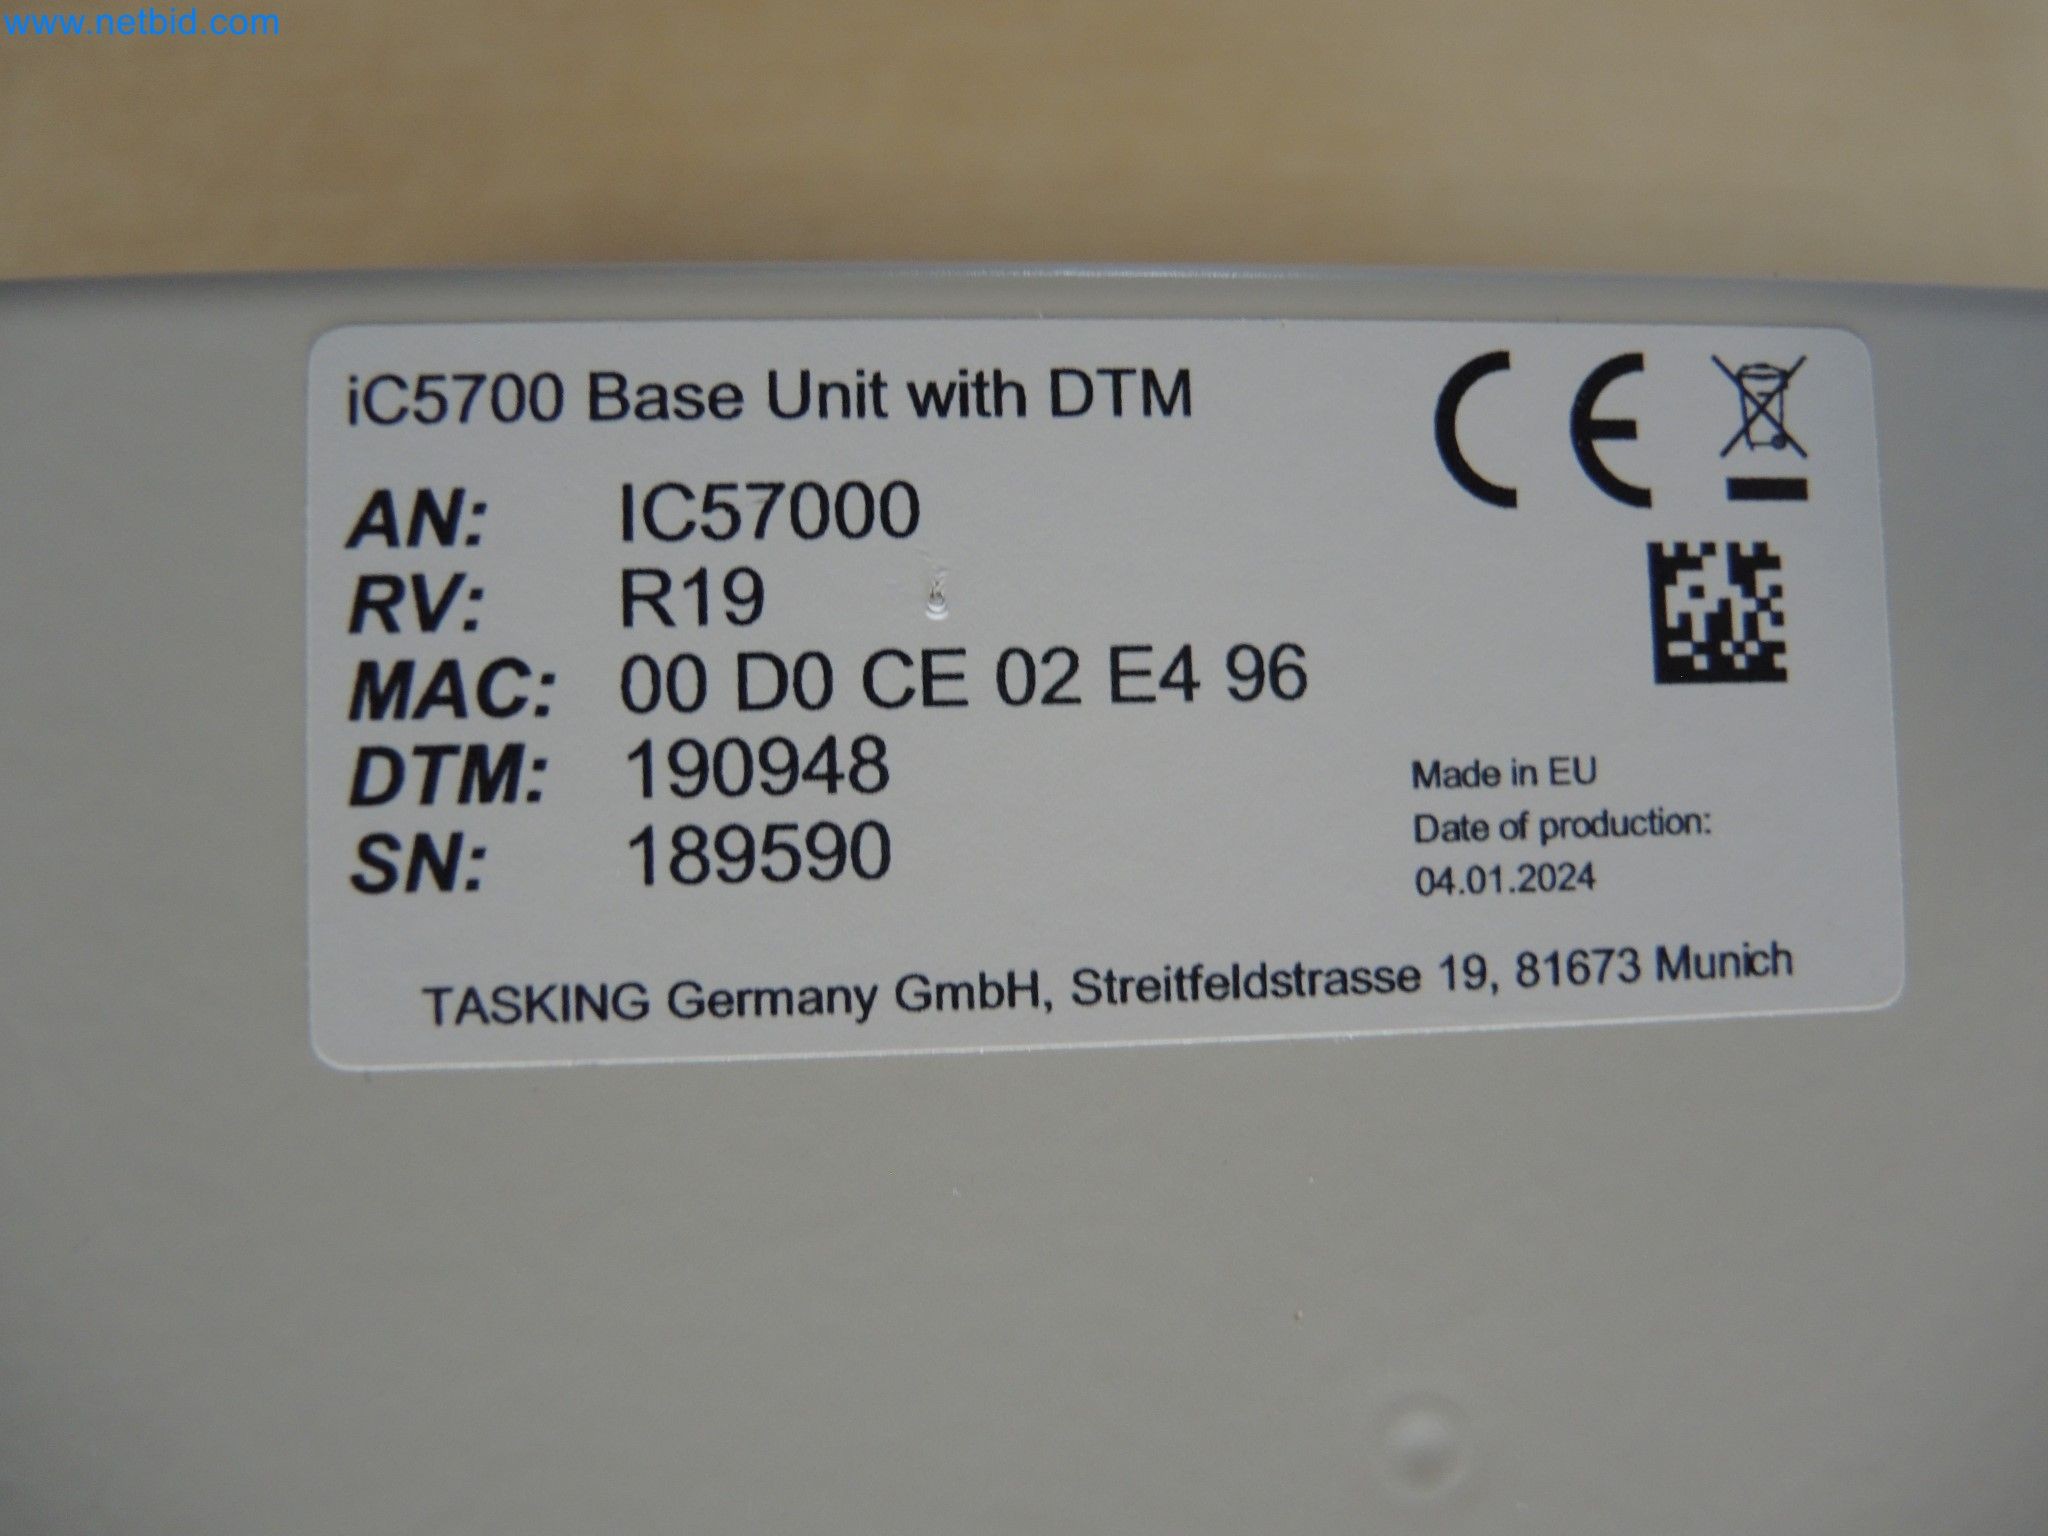 www.netbid.com
iC5700 Base Unit with DTM
AN: IC57000
RV: R19
MAC: 00 D0 CE 02 E4 96
DTM: 190948
SN: 189590
CE
Made in EU
Date of production:
04.01.2024
TASKING Germany GmbH, Streitfeldstrasse 19, 81673 Munich